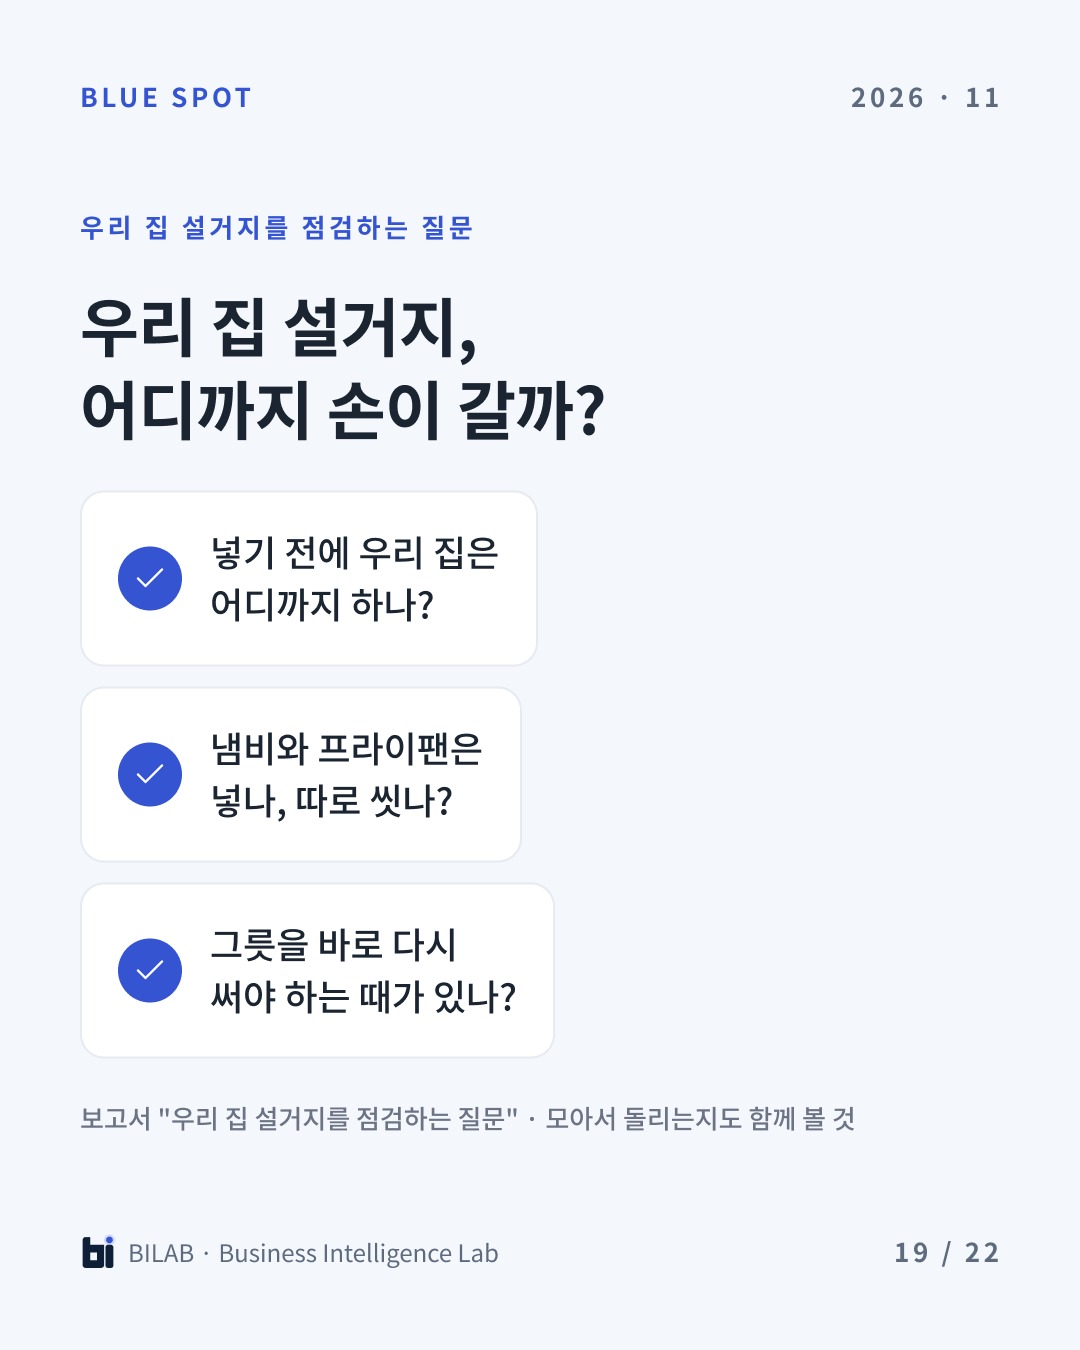 BLUE SPOT
2026 · 11
우리 집 설거지를 점검하는 질문
우리 집 설거지,
어디까지 손이 갈까?
넣기 전에 우리 집은
어디까지 하나?
냄비와 프라이팬은
넣나, 따로 씻나?
그릇을 바로 다시
써야 하는 때가 있나?
보고서 "우리 집 설거지를 점검하는 질문" · 모아서 돌리는지도 함께 볼 것
bi BILAB · Business Intelligence Lab
19 / 22